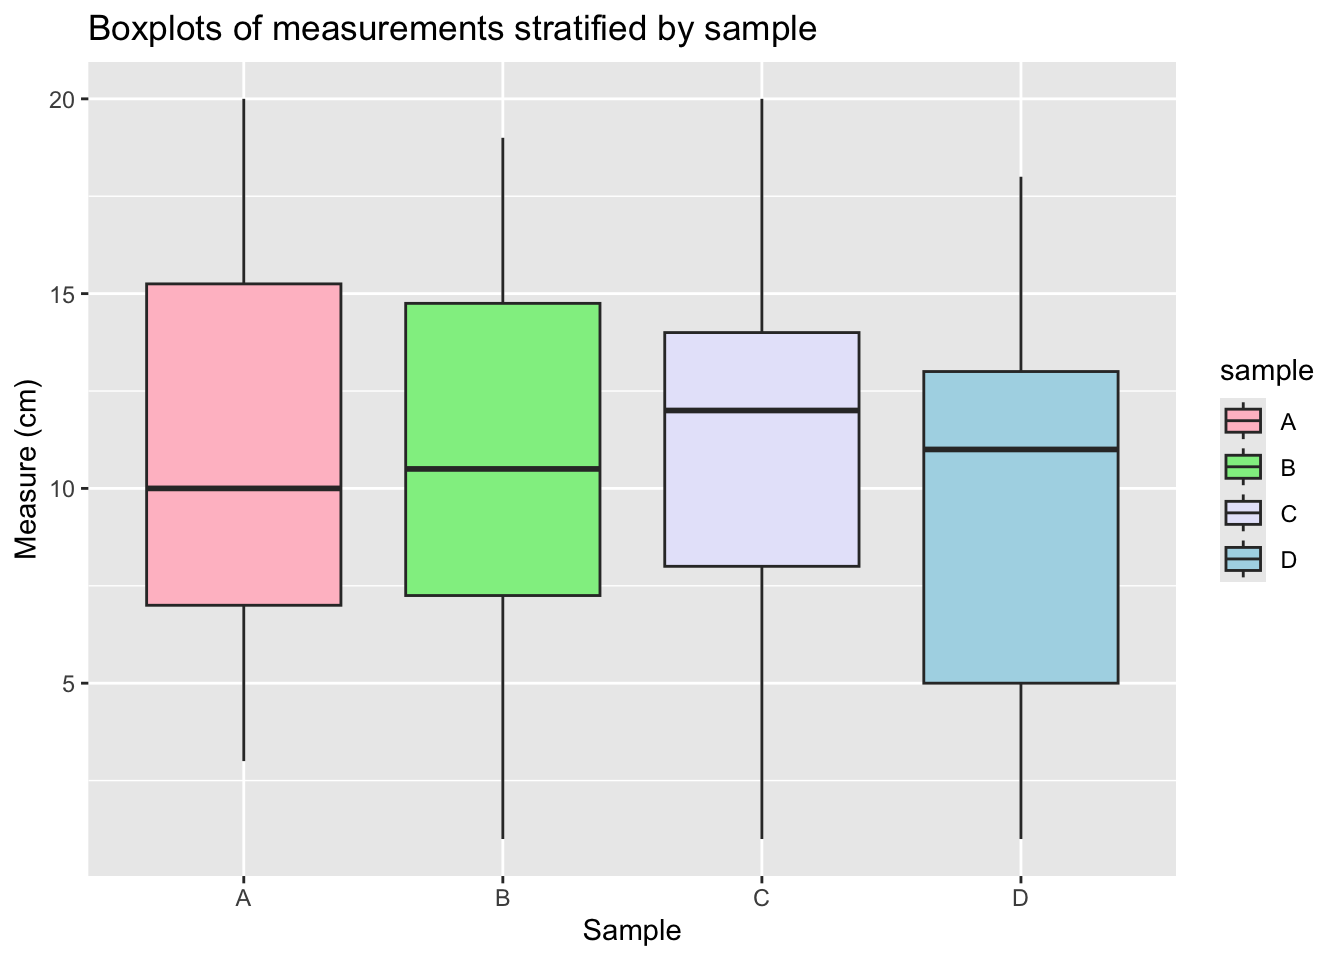 Boxplots of measurements stratified by sample
20
15
10
5
Measure (cm)
A
B
C
D
Sample
sample
A
B
C
D